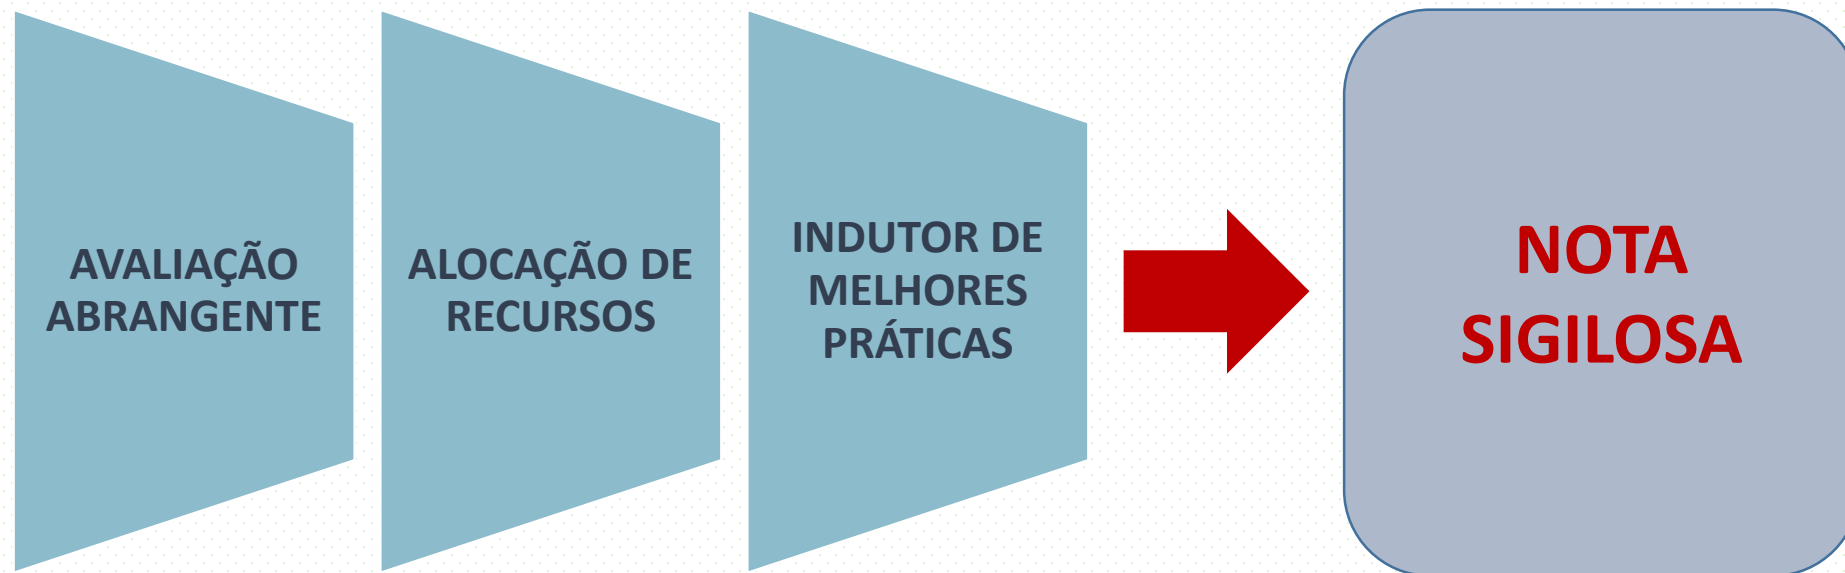 AVALIAÇÃO
ABRANGENTE
ALOCAÇÃO DE
RECURSOS
INDUTOR DE
MELHORES
PRÁTICAS
NOTA
SIGILOSA